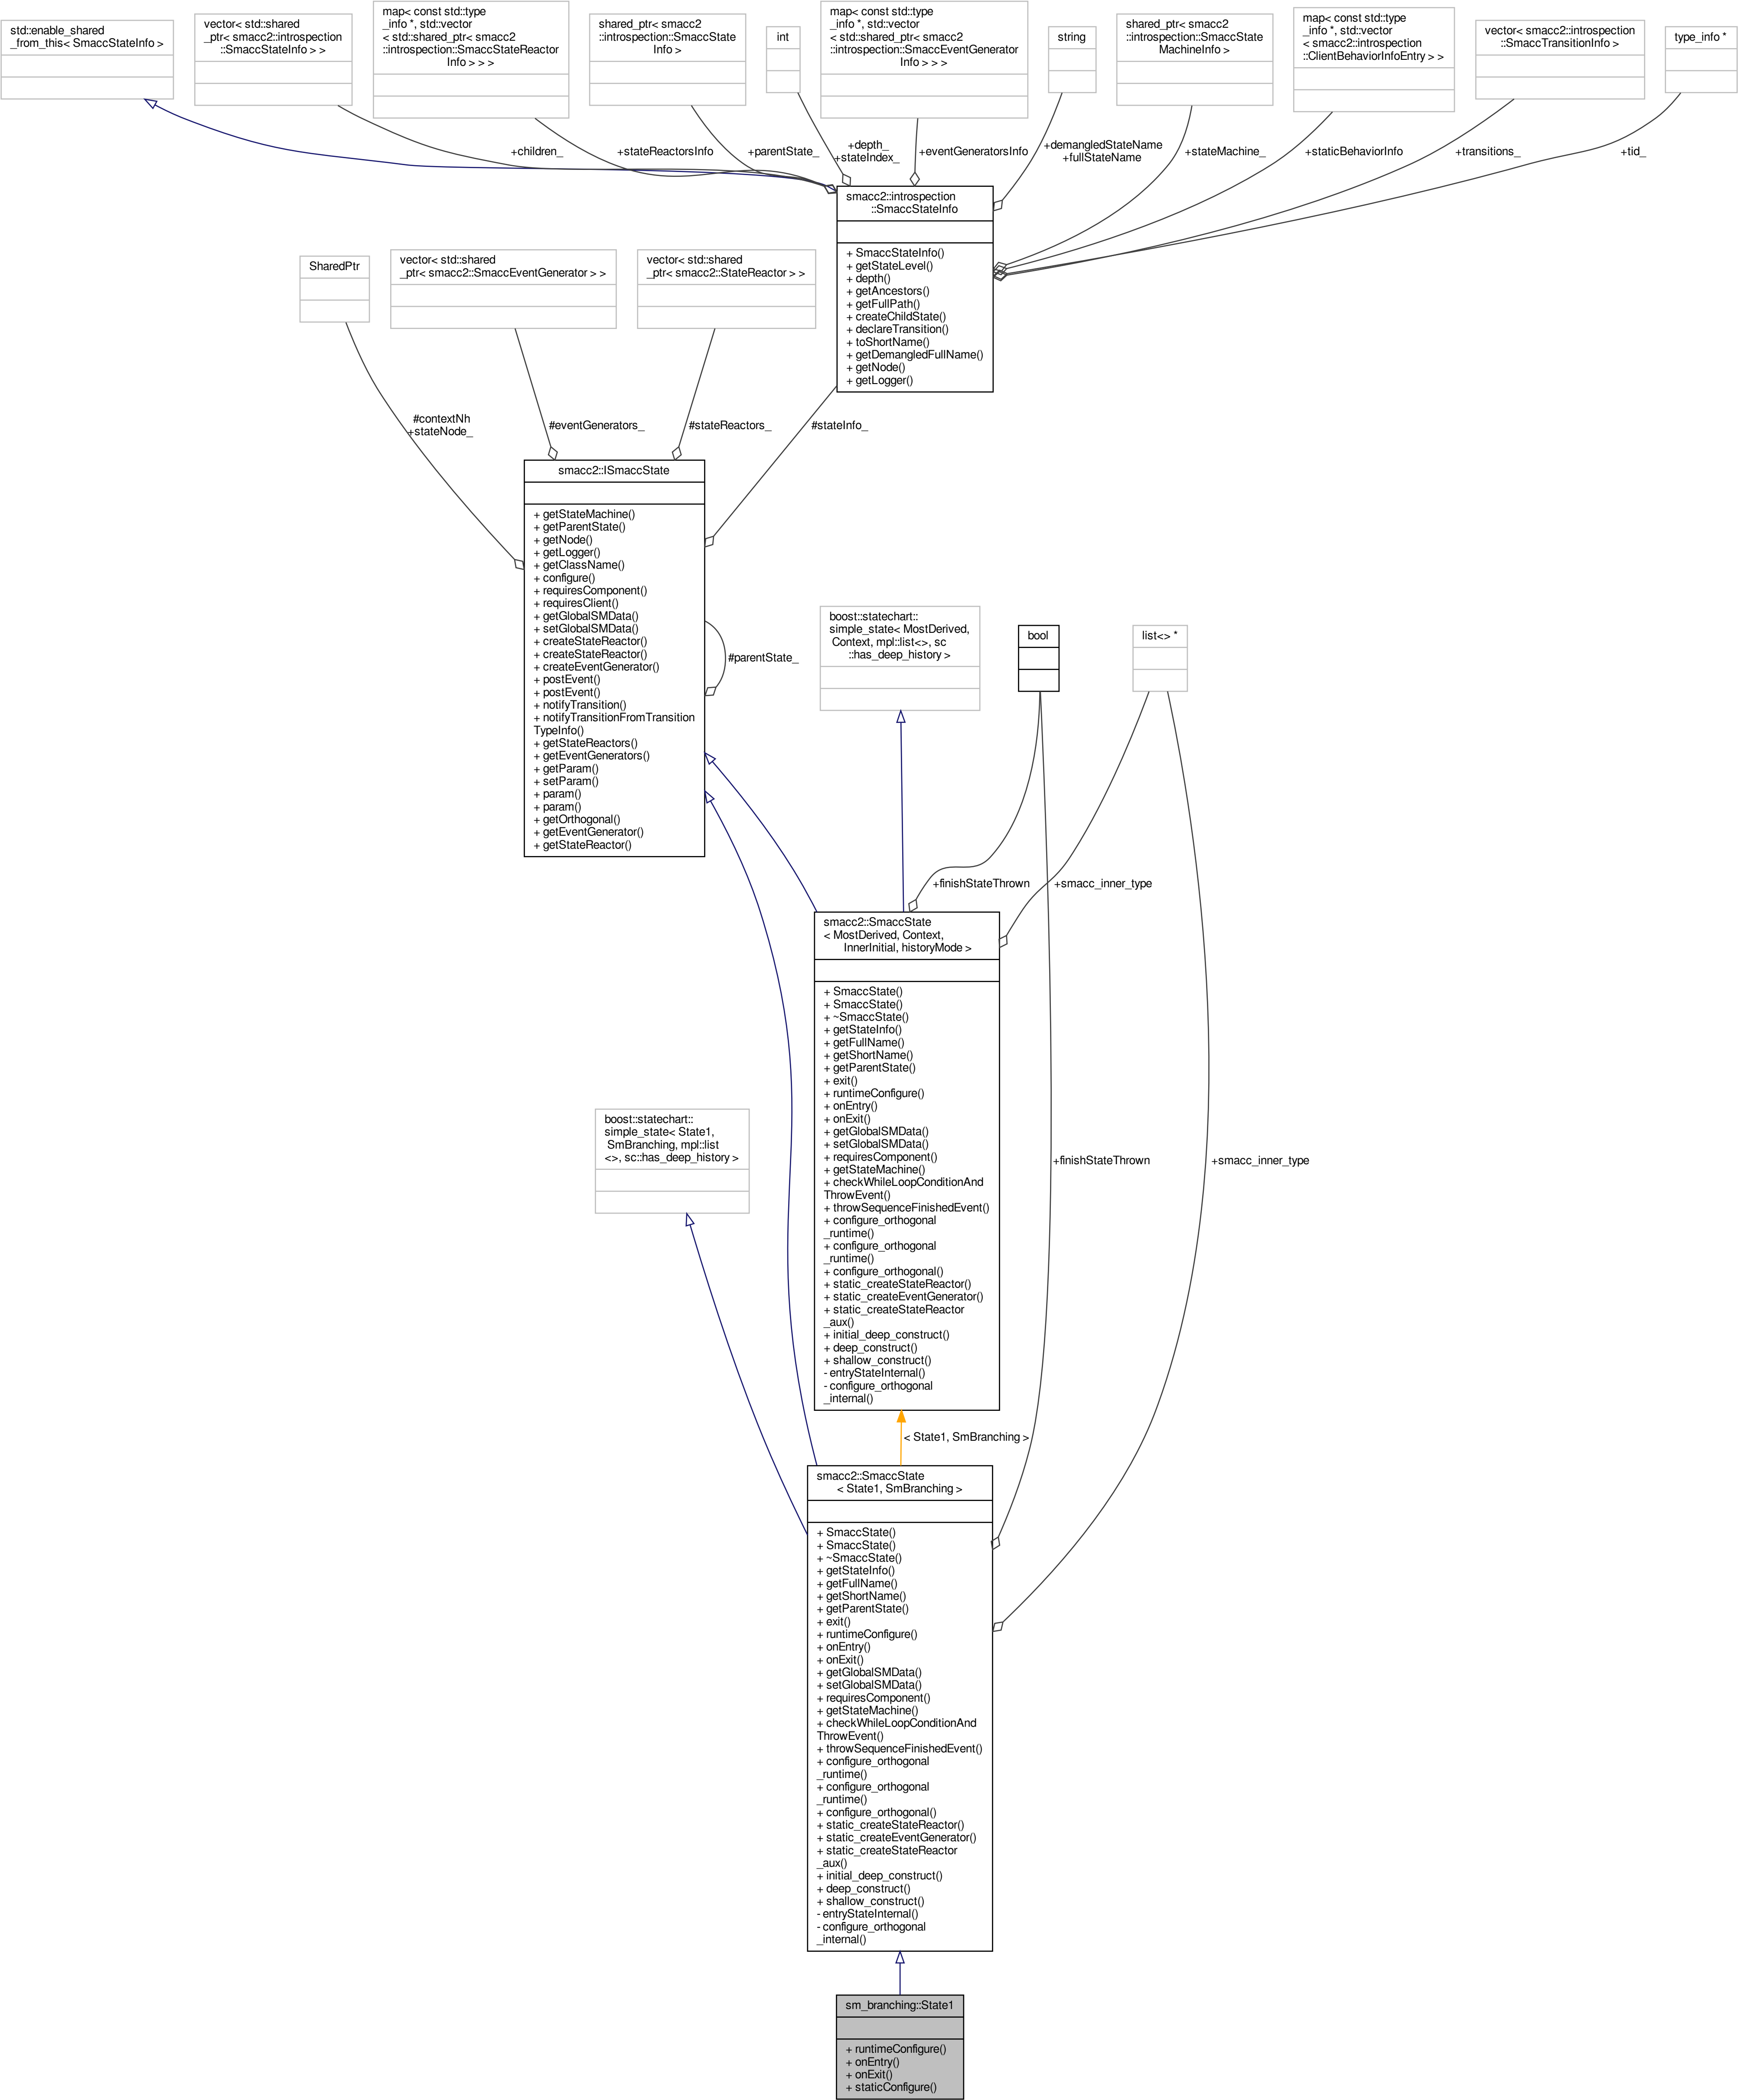 std::enable_shared
_from_this< SmaccStateInfo >
vector< std::shared
_ptr< smacc2::introspection
::SmaccStateInfo > >
map< const std::type
_info *, std::vector
< std::shared_ptr< smacc2
::introspection::SmaccStateReactor
Info > > >
shared_ptr< smacc2
::introspection::SmaccState
Info >
int
map< const std::type
_info *, std::vector
< std::shared_ptr< smacc2
::introspection::SmaccEventGenerator
Info > > >
string
shared_ptr< smacc2
::introspection::SmaccState
MachineInfo >
map< const std::type
_info *, std::vector
< smacc2::introspection
::ClientBehaviorInfoEntry > >
vector< smacc2::introspection
::SmaccTransitionInfo >
type_info *
+children_
+stateReactorsInfo
+parentState_
+depth_
+stateIndex_
+eventGeneratorsInfo
+demangledStateName
+fullStateName
+stateMachine_
+staticBehaviorInfo
+transitions_
+tid_
smacc2::introspection
::SmaccStateInfo
+ SmaccStateInfo()
+ getStateLevel()
+ depth()
+ getAncestors()
+ getFullPath()
+ createChildState()
+ declareTransition()
+ toShortName()
+ getDemangledFullName()
+ getNode()
+ getLogger()
SharedPtr
vector< std::shared
_ptr< smacc2::SmaccEventGenerator > >
vector< std::shared
_ptr< smacc2::StateReactor > >
#contextNh
+stateNode_
#eventGenerators_
#stateReactors_
#stateInfo_
smacc2::ISmaccState
+ getStateMachine()
+ getParentState()
+ getNode()
+ getLogger()
+ getClassName()
+ configure()
+ requiresComponent()
+ requiresClient()
+ getGlobalSMData()
+ setGlobalSMData()
+ createStateReactor()
+ createStateReactor()
+ createEventGenerator()
+ postEvent()
+ postEvent()
+ notifyTransition()
+ notifyTransitionFromTransition
TypeInfo()
+ getStateReactors()
+ getEventGenerators()
+ getParam()
+ setParam()
+ param()
+ param()
+ getOrthogonal()
+ getEventGenerator()
+ getStateReactor()
#parentState_
boost::statechart::
simple_state< MostDerived,
Context, mpl::list<>, sc
::has_deep_history >
bool
list<> *
+finishStateThrown
+smacc_inner_type
smacc2::SmaccState
< MostDerived, Context,
InnerInitial, historyMode >
+ SmaccState()
+ SmaccState()
+ ~SmaccState()
+ getStateInfo()
+ getFullName()
+ getShortName()
+ getParentState()
+ exit()
+ runtimeConfigure()
+ onEntry()
+ onExit()
+ getGlobalSMData()
+ setGlobalSMData()
+ requiresComponent()
+ getStateMachine()
+ checkWhileLoopConditionAnd
ThrowEvent()
+ throwSequenceFinishedEvent()
+ configure_orthogonal
_runtime()
+ configure_orthogonal
_runtime()
+ configure_orthogonal()
+ static_createStateReactor()
+ static_createEventGenerator()
+ static_createStateReactor
_aux()
+ initial_deep_construct()
+ deep_construct()
+ shallow_construct()
- entryStateInternal()
- configure_orthogonal
_internal()
boost::statechart::
simple_state< State1,
SmBranching, mpl::list
<>, sc::has_deep_history >
+finishStateThrown
+smacc_inner_type
< State1, SmBranching >
smacc2::SmaccState
< State1, SmBranching >
+ SmaccState()
+ SmaccState()
+ ~SmaccState()
+ getStateInfo()
+ getFullName()
+ getShortName()
+ getParentState()
+ exit()
+ runtimeConfigure()
+ onEntry()
+ onExit()
+ getGlobalSMData()
+ setGlobalSMData()
+ requiresComponent()
+ getStateMachine()
+ checkWhileLoopConditionAnd
ThrowEvent()
+ throwSequenceFinishedEvent()
+ configure_orthogonal
_runtime()
+ configure_orthogonal
_runtime()
+ configure_orthogonal()
+ static_createStateReactor()
+ static_createEventGenerator()
+ static_createStateReactor
_aux()
+ initial_deep_construct()
+ deep_construct()
+ shallow_construct()
- entryStateInternal()
- configure_orthogonal
_internal()
sm_branching::State1
+ runtimeConfigure()
+ onEntry()
+ onExit()
+ staticConfigure()